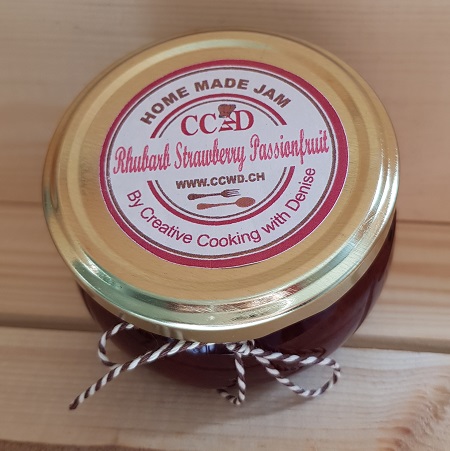 HOME MADE JAM
CCWD
Rhubarb Strawberry Passionfruit
WWW.CCWD.CH
By Creative Cooking with Denise